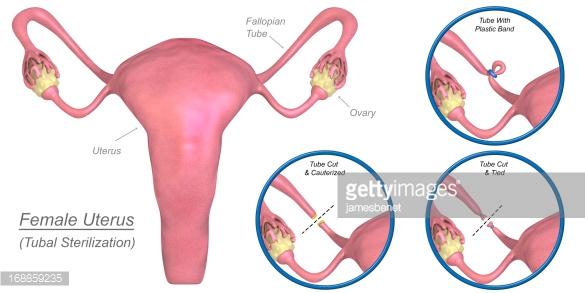 Fallopian
Tube
Ovary
Uterus
Female Uterus
(Tubal Sterilization)
Tube With
Plastic Band
Tube Cut
& Cauterized
Tube Cut
& Tied
gettyimages
jamesbenet
168859235